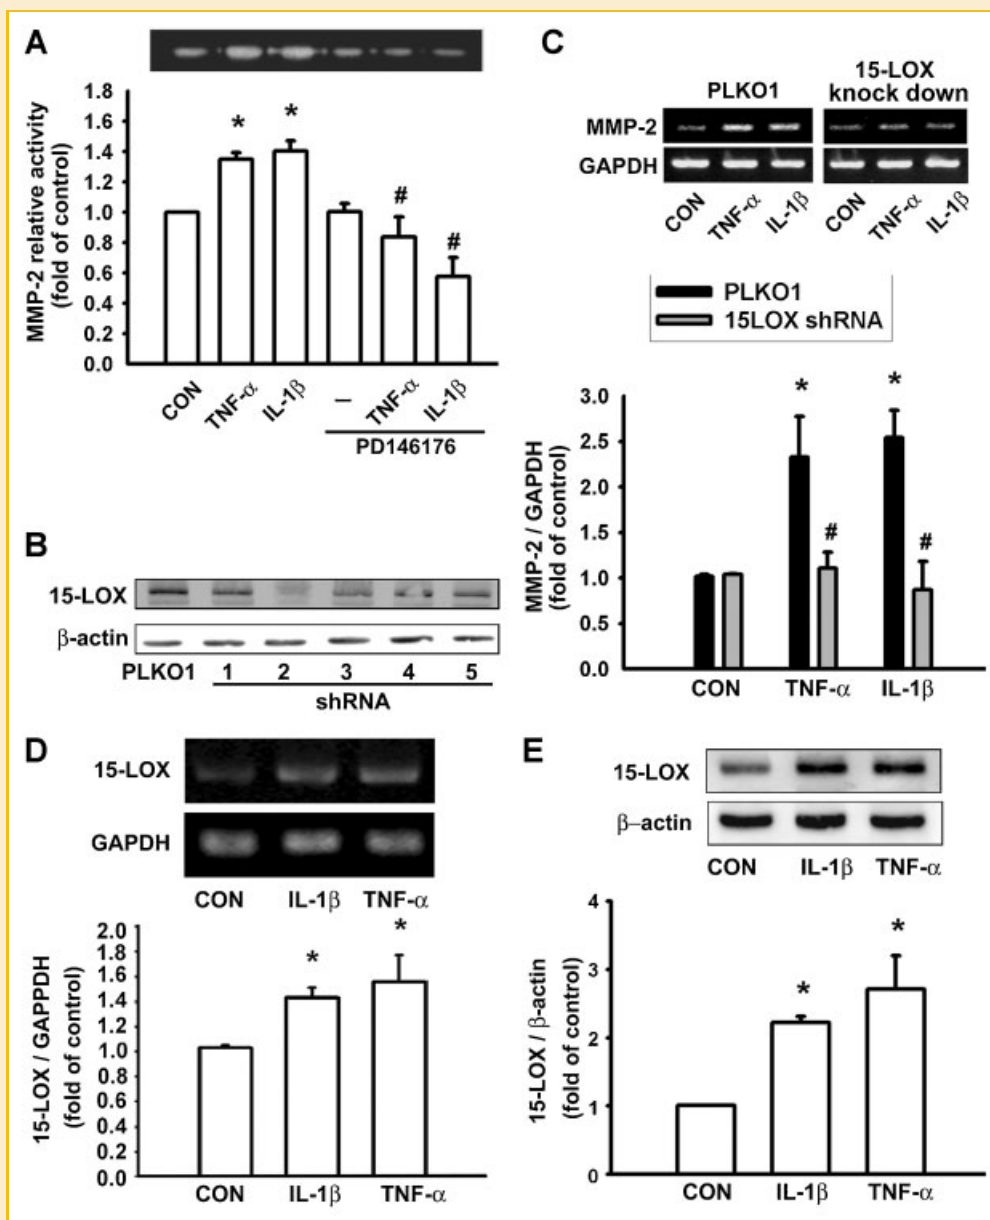 A
MMP-2 relative activity
(fold of control)
1.8
1.6
1.4
1.2
1.0
0.8
0.6
0.4
0.2
0.0
*
*
#
#
CON
TNF-α
IL-1β
–
TNF-α
IL-1β
PD146176
B
15-LOX
β-actin
PLKO1 1 2 3 4 5
shRNA
C
PLKO1
15-LOX
knock down
MMP-2
GAPDH
CON
TNF-α
IL-1β
CON
TNF-α
IL-1β
PLKO1
15LOX shRNA
MMP-2 / GAPDH
(fold of control)
3.0
2.5
2.0
1.5
1.0
0.5
0.0
*
*
#
#
CON TNF-α IL-1β
D
15-LOX
GAPDH
CON IL-1β TNF-α
15-LOX / GAPPDH
(fold of control)
2.0
1.8
1.6
1.4
1.2
1.0
0.8
0.6
0.4
0.2
0.0
*
*
CON IL-1β TNF-α
E
15-LOX
β–actin
CON IL-1β TNF-α
15-LOX / β-actin
(fold of control)
4
3
2
1
0
*
*
CON IL-1β TNF-α